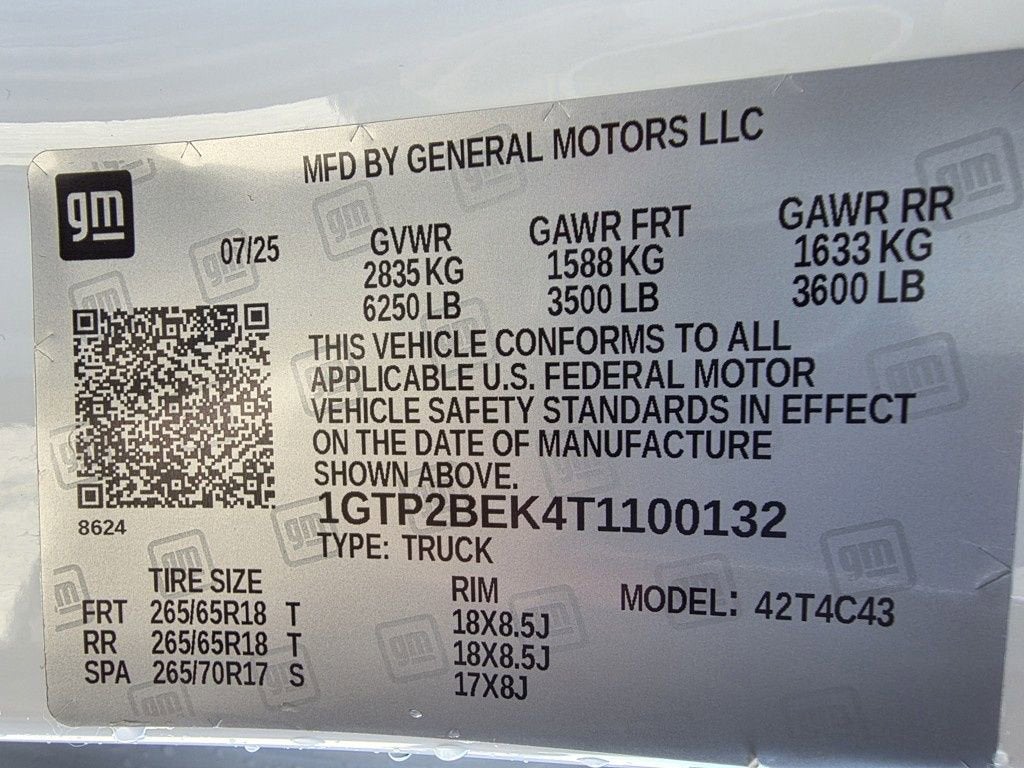 MFD BY GENERAL MOTORS LLC
gm
07/25
GVWR
2835 KG
6250 LB
GAWR FRT
1588 KG
3500 LB
GAWR RR
1633 KG
3600 LB
THIS VEHICLE CONFORMS TO ALL
APPLICABLE U.S. FEDERAL MOTOR
VEHICLE SAFETY STANDARDS IN EFFECT
ON THE DATE OF MANUFACTURE
SHOWN ABOVE.
8624
1GTP2BEK4T1100132
TYPE: TRUCK
TIRE SIZE RIM
MODEL: 42T4C43
FRT 265/65R18 T 18X8.5J
RR 265/65R18 T 18X8.5J
SPA 265/70R17 S 17X8J